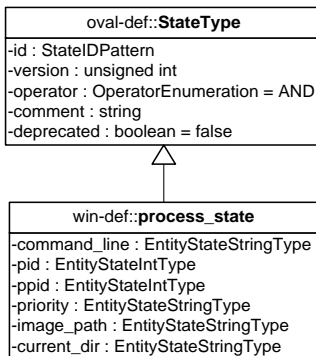 oval-def::StateType
-id : StateIDPattern
-version : unsigned int
-operator : OperatorEnumeration = AND
-comment : string
-deprecated : boolean = false
win-def::process_state
-command_line : EntityStateStringType
-pid : EntityStateIntType
-ppid : EntityStateIntType
-priority : EntityStateStringType
-image_path : EntityStateStringType
-current_dir : EntityStateStringType